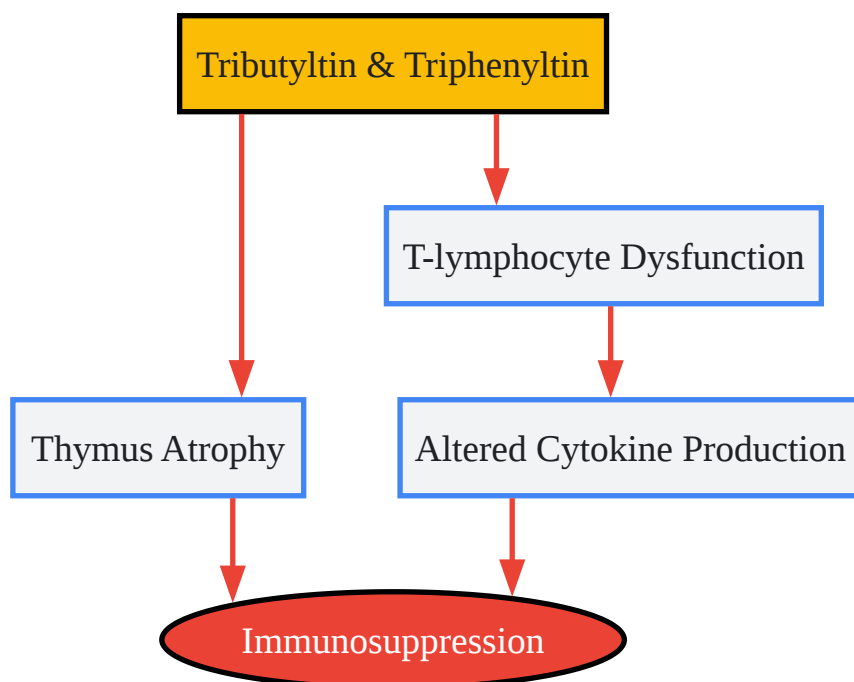 Tributyltin & Triphenyltin
T-lymphocyte Dysfunction
Thymus Atrophy
Altered Cytokine Production
Immunosuppression